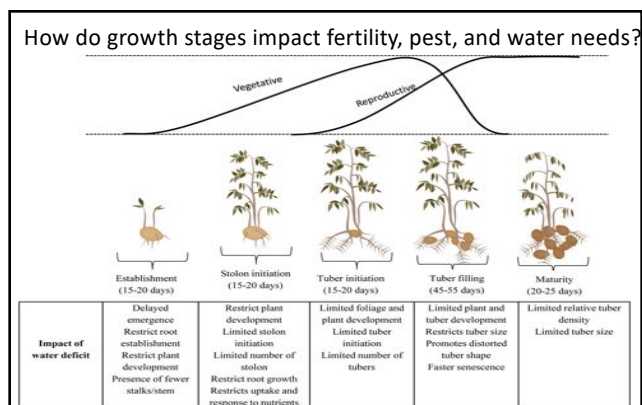 How do growth stages impact fertility, pest, and water needs?
Vegetative
Reproductive
Establishment
(15-20 days)
Stolon initiation
(15-20 days)
Tuber initiation
(15-20 days)
Tuber filling
(45-55 days)
Maturity
(20-25 days)
Impact of
water deficit
Delayed
emergence
Restrict root
establishment
Restrict plant
development
Presence of fewer
stalks/stem
Restrict plant
development
Limited stolon
initiation
Limited number of
stolon
Restrict root growth
Restricts uptake and
response to nutrients
Limited foliage and
plant development
Limited tuber
initiation
Limited number of
tubers
Limited plant and
tuber development
Restricts tuber size
Promotes distorted
tuber shape
Faster senescence
Limited relative tuber
density
Limited tuber size